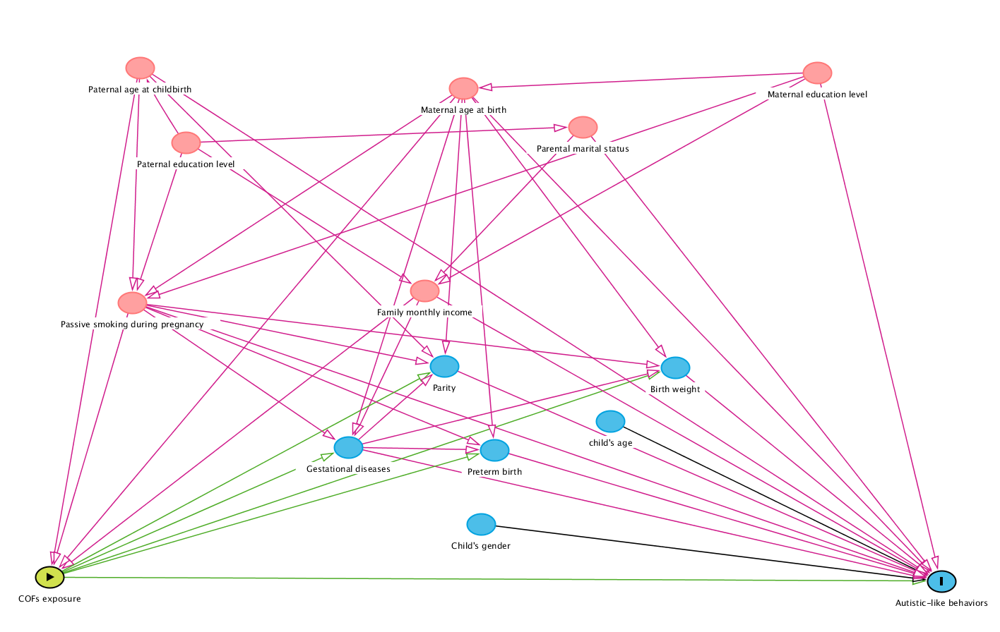 Paternal age at childbirth
Maternal education level
Maternal age at birth
Parental marital status
Paternal education level
Family monthly income
Passive smoking during pregnancy
Parity
Birth weight
child's age
Gestational diseases
Preterm birth
Child's gender
COFs exposure
Autistic-like behaviors